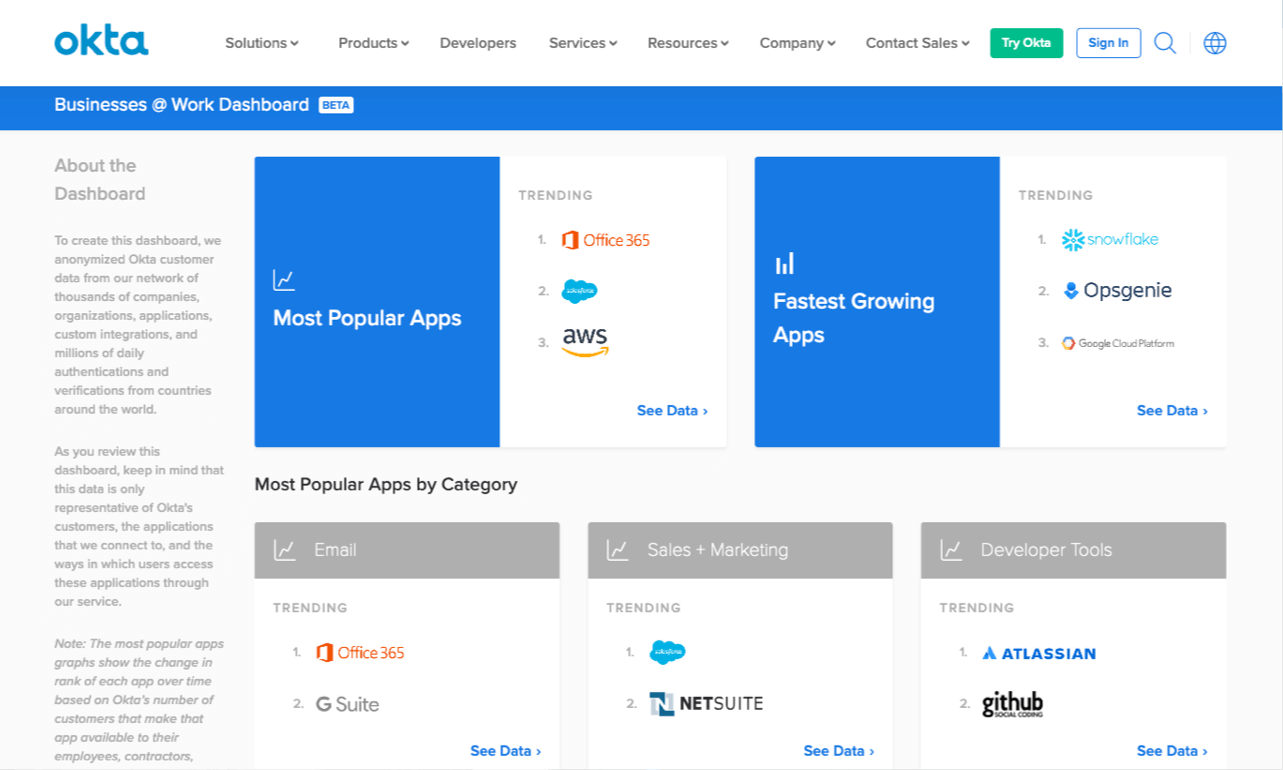 okta
Solutions Products Developers Services Resources Company Contact Sales Try Okta Sign In
Businesses @ Work Dashboard BETA
About the
Dashboard
To create this dashboard, we
anonymized Okta customer
data from our network of
thousands of companies,
organizations, applications,
custom integrations, and
millions of daily
authentications and
verifications from countries
around the world.
As you review this
dashboard, keep in mind that
this data is only
representative of Okta's
customers, the applications
that we connect to, and the
ways in which users access
these applications through
our service.
Note: The most popular apps
graphs show the change in
rank of each app over time
based on Okta's number of
customers that make that
app available to their
employees, contractors,
Most Popular Apps
TRENDING
1. Office 365
2. salesforce
3. aws
See Data ›
Fastest Growing
Apps
TRENDING
1. snowflake
2. Opsgenie
3. Google Cloud Platform
See Data ›
Most Popular Apps by Category
Email
TRENDING
1. Office 365
2. G Suite
See Data ›
Sales + Marketing
TRENDING
1. salesforce
2. N NETSUITE
See Data ›
Developer Tools
TRENDING
1. ATLASSIAN
2. github
SOCIAL CODING
See Data ›